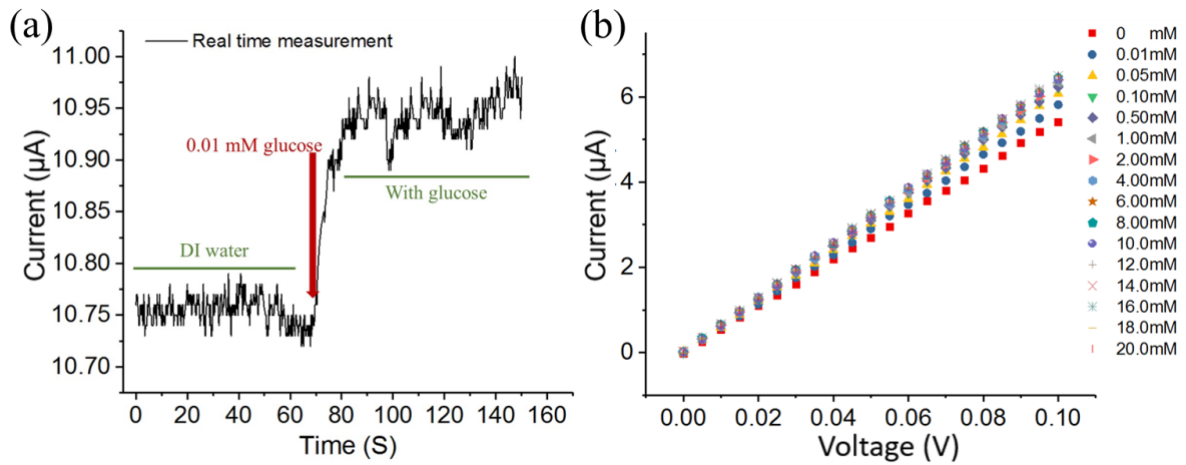 (a)
Real time measurement
11.00
10.95
10.90
10.85
10.80
10.75
10.70
Current (µA)
0.01 mM glucose
With glucose
DI water
0 20 40 60 80 100 120 140 160
Time (S)
(b)
6
4
2
0
Current (µA)
0.00 0.02 0.04 0.06 0.08 0.10
Voltage (V)
0 mM
0.01mM
0.05mM
0.10mM
0.50mM
1.00mM
2.00mM
4.00mM
6.00mM
8.00mM
10.0mM
12.0mM
14.0mM
16.0mM
18.0mM
20.0mM